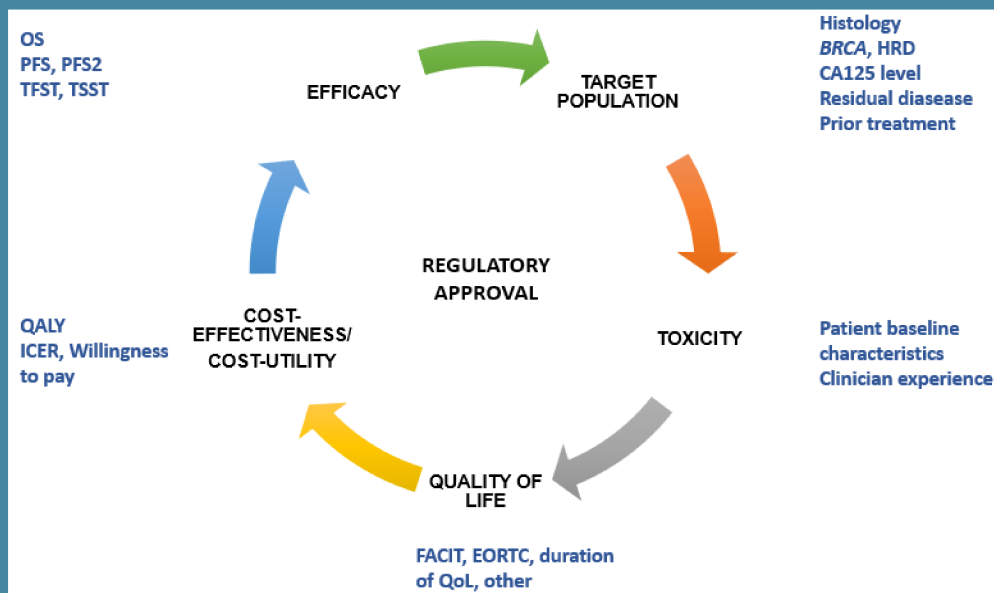 OS
PFS, PFS2
TFST, TSST
EFFICACY
TARGET
POPULATION
Histology
BRCA, HRD
CA125 level
Residual diasease
Prior treatment
REGULATORY
APPROVAL
QALY
ICER, Willingness
to pay
COST-
EFFECTIVENESS/
COST-UTILITY
TOXICITY
Patient baseline
characteristics
Clinician experience
QUALITY OF
LIFE
FACIT, EORTC, duration
of QoL, other